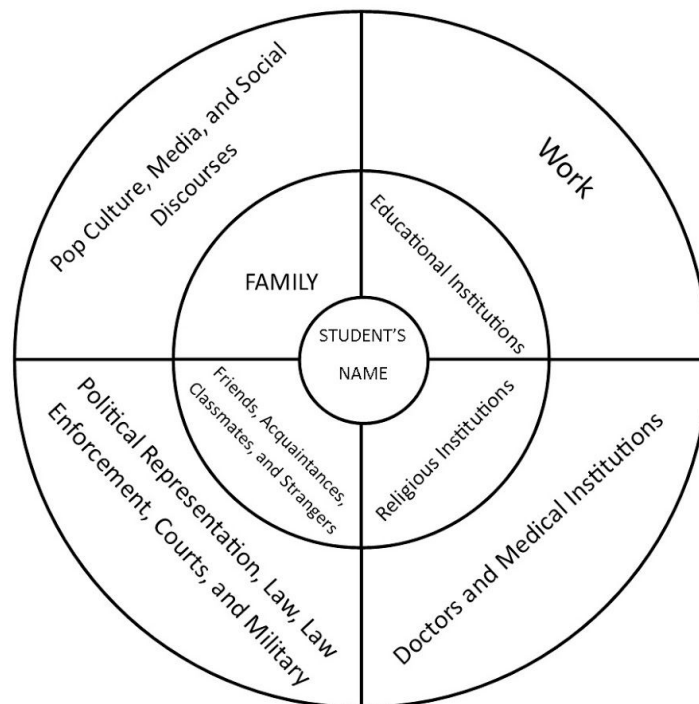 Pop Culture, Media, and Social
Discourses
Work
FAMILY
Educational Institutions
STUDENT'S
NAME
Friends, Acquaintances,
Classmates, and Strangers
Religious Institutions
Political Representation, Law, Law
Enforcement, Courts, and Military
Doctors and Medical Institutions